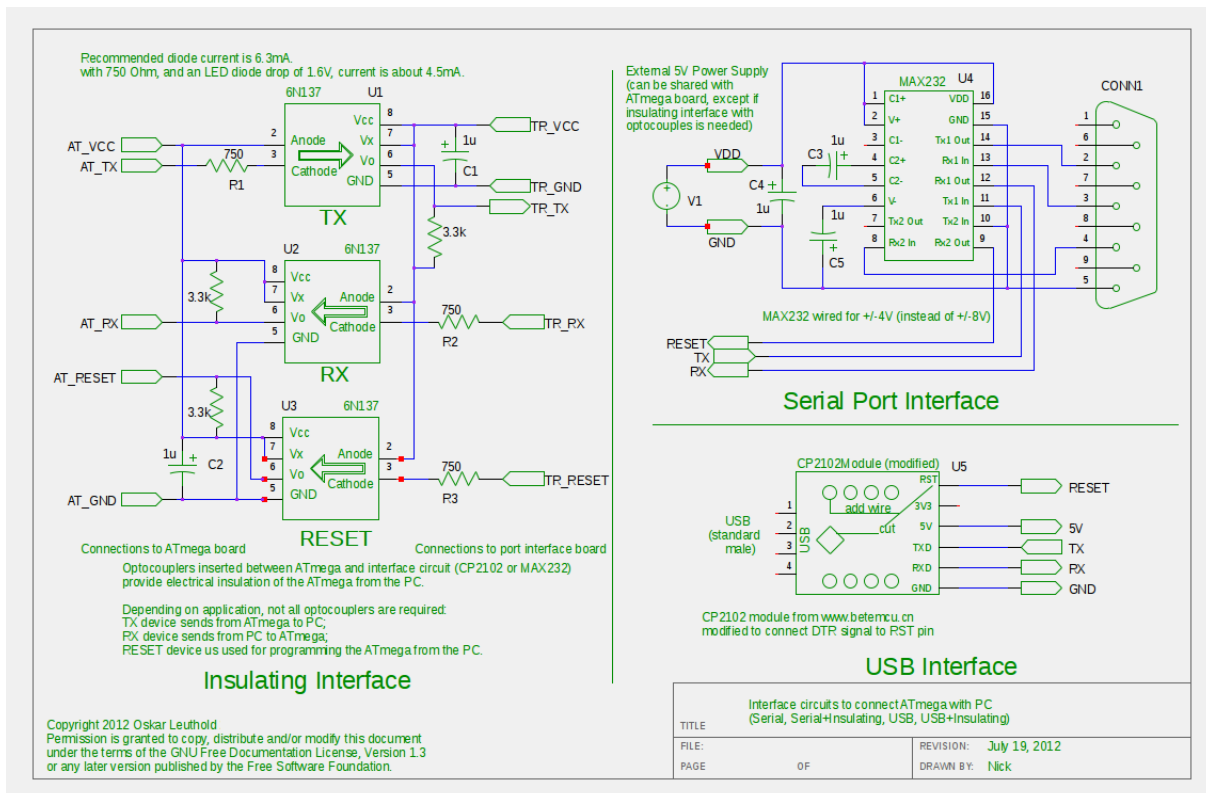 Recommended diode current is 6.3mA.
with 750 Ohm, and an LED diode drop of 1.6V, current is about 4.5mA.
6N137
U1
AT_VCC
AT_TX
750
R1
2
3
Anode
Cathode
Vcc
Vx
Vo
GND
8
7
6
5
TX
1u
+
C1
TR_VCC
TR_GND
TR_TX
3.3k
U2
6N137
3.3k
8
7
6
5
Vcc
Vx
Vo
GND
Anode
Cathode
2
3
750
R2
TR_RX
AT_RX
RX
AT_RESET
3.3k
U3
6N137
8
7
6
5
Vcc
Vx
Vo
GND
Anode
Cathode
2
3
750
R3
TR_RESET
1u
+
C2
AT_GND
RESET
Connections to ATmega board
Connections to port interface board
Optocouplers inserted between ATmega and interface circuit (CP2102 or MAX232)
provide electrical insulation of the ATmega from the PC.
Depending on application, not all optocouplers are required:
TX device sends from ATmega to PC;
RX device sends from PC to ATmega;
RESET device us used for programming the ATmega from the PC.
Insulating Interface
Copyright 2012 Oskar Leuthold
Permission is granted to copy, distribute and/or modify this document
under the terms of the GNU Free Documentation License, Version 1.3
or any later version published by the Free Software Foundation.
External 5V Power Supply
(can be shared with
ATmega board, except if
insulating interface with
optocouples is needed)
VDD
+
-
V1
GND
C4
+
1u
C3
1u
+
1u
+
C5
MAX232
U4
1
2
3
4
5
6
7
8
C1+
V+
C1-
C2+
C2-
V-
Tx2 Out
Rx2 In
VDD
GND
Tx1 Out
Rx1 In
Rx1 Out
Tx1 In
Tx2 In
Rx2 Out
16
15
14
13
12
11
10
9
CONN1
1
6
2
7
3
8
4
9
5
MAX232 wired for +/-4V (instead of +/-8V)
RESET
TX
RX
Serial Port Interface
CP2102Module (modified)
U5
USB
(standard
male)
1
2
3
4
USB
add wire
cut
RST
3V3
5V
TXD
RXD
GND
RESET
5V
TX
RX
GND
CP2102 module from www.betemcu.cn
modified to connect DTR signal to RST pin
USB Interface
TITLE
Interface circuits to connect ATmega with PC
(Serial, Serial+Insulating, USB, USB+Insulating)
FILE:
REVISION: July 19, 2012
PAGE OF
DRAWN BY: Nick